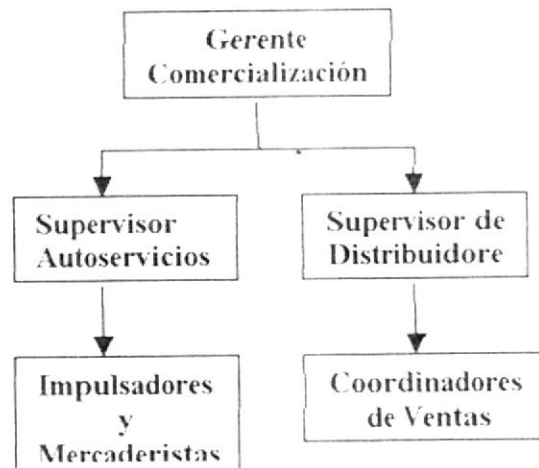 Gerente
Comercialización
Supervisor
Autoservicios
Supervisor de
Distribuidore
Impulsadores
y
Mercaderistas
Coordinadores
de Ventas